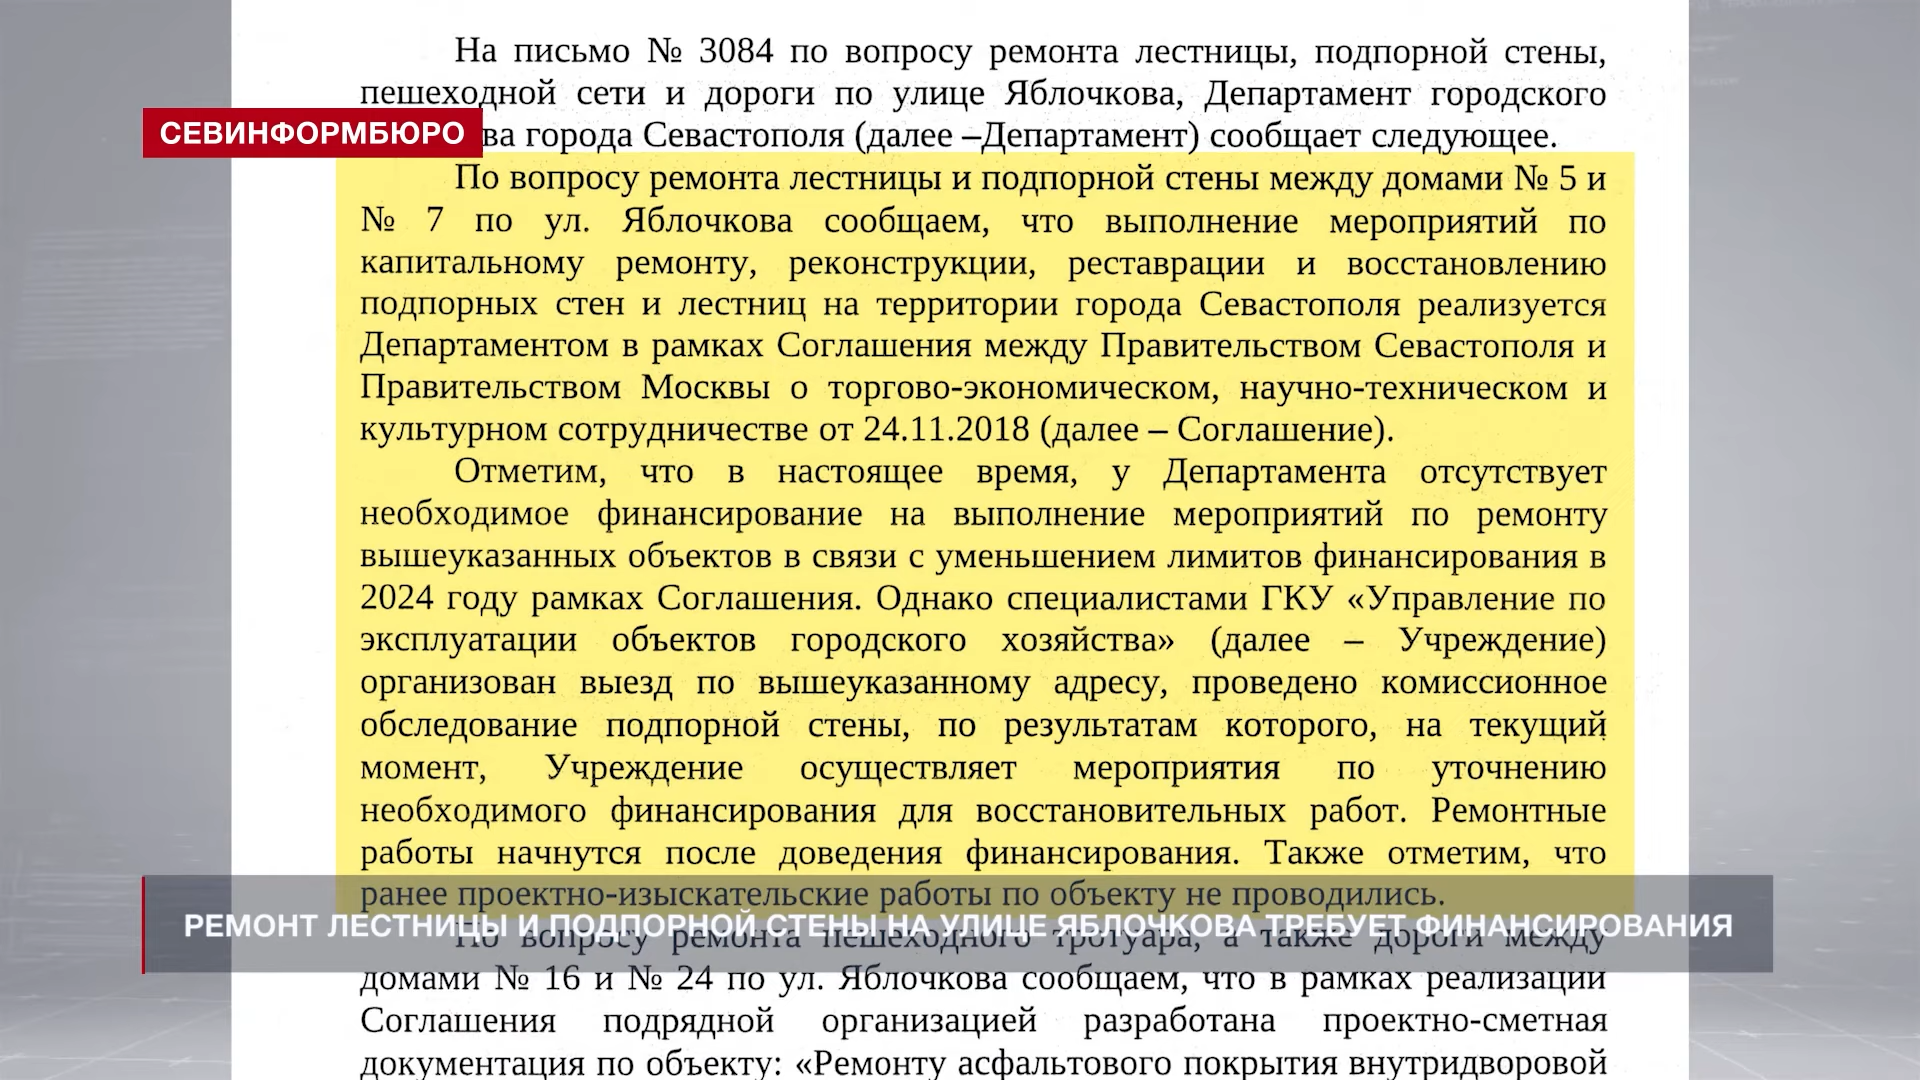 На письмо № 3084 по вопросу ремонта лестницы, подпорной стены,
пешеходной сети и дороги по улице Яблочкова, Департамент городского
СЕВИНФОРМБЮРО
города Севастополя (далее –Департамент) сообщает следующее.
По вопросу ремонта лестницы и подпорной стены между домами № 5 и
№ 7 по ул. Яблочкова сообщаем, что выполнение мероприятий по
капитальному ремонту, реконструкции, реставрации и восстановлению
подпорных стен и лестниц на территории города Севастополя реализуется
Департаментом в рамках Соглашения между Правительством Севастополя и
Правительством Москвы о торгово-экономическом, научно-техническом и
культурном сотрудничестве от 24.11.2018 (далее – Соглашение).
Отметим, что в настоящее время, у Департамента отсутствует
необходимое финансирование на выполнение мероприятий по ремонту
вышеуказанных объектов в связи с уменьшением лимитов финансирования в
2024 году рамках Соглашения. Однако специалистами ГКУ «Управление по
эксплуатации объектов городского хозяйства» (далее – Учреждение)
организован выезд по вышеуказанному адресу, проведено комиссионное
обследование подпорной стены, по результатам которого, на текущий
момент, Учреждение осуществляет мероприятия по уточнению
необходимого финансирования для восстановительных работ. Ремонтные
работы начнутся после доведения финансирования. Также отметим, что
ранее проектно-изыскательские работы по объекту не проводились.
РЕМОНТ ЛЕСТНИЦЫ И ПОДПОРНОЙ СТЕНЫ НА УЛИЦЕ ЯБЛОЧКОВА ТРЕБУЕТ ФИНАНСИРОВАНИЯ
По вопросу ремонта пешеходного тротуара, а также дороги между
домами № 16 и № 24 по ул. Яблочкова сообщаем, что в рамках реализации
Соглашения подрядной организацией разработана проектно-сметная
документация по объекту: «Ремонту асфальтового покрытия внутридворовой